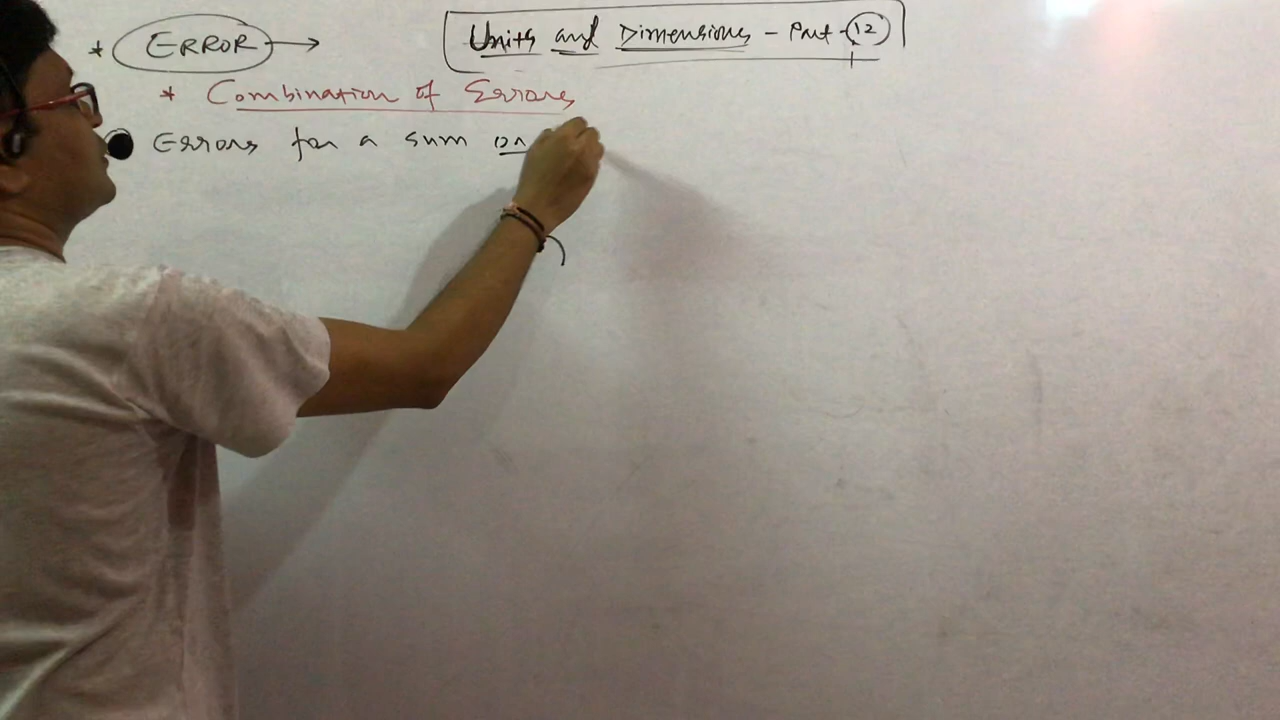 * ERROR →
Units and Dimensions - Part - 12
* Combination of Errors
Errors for a sum or